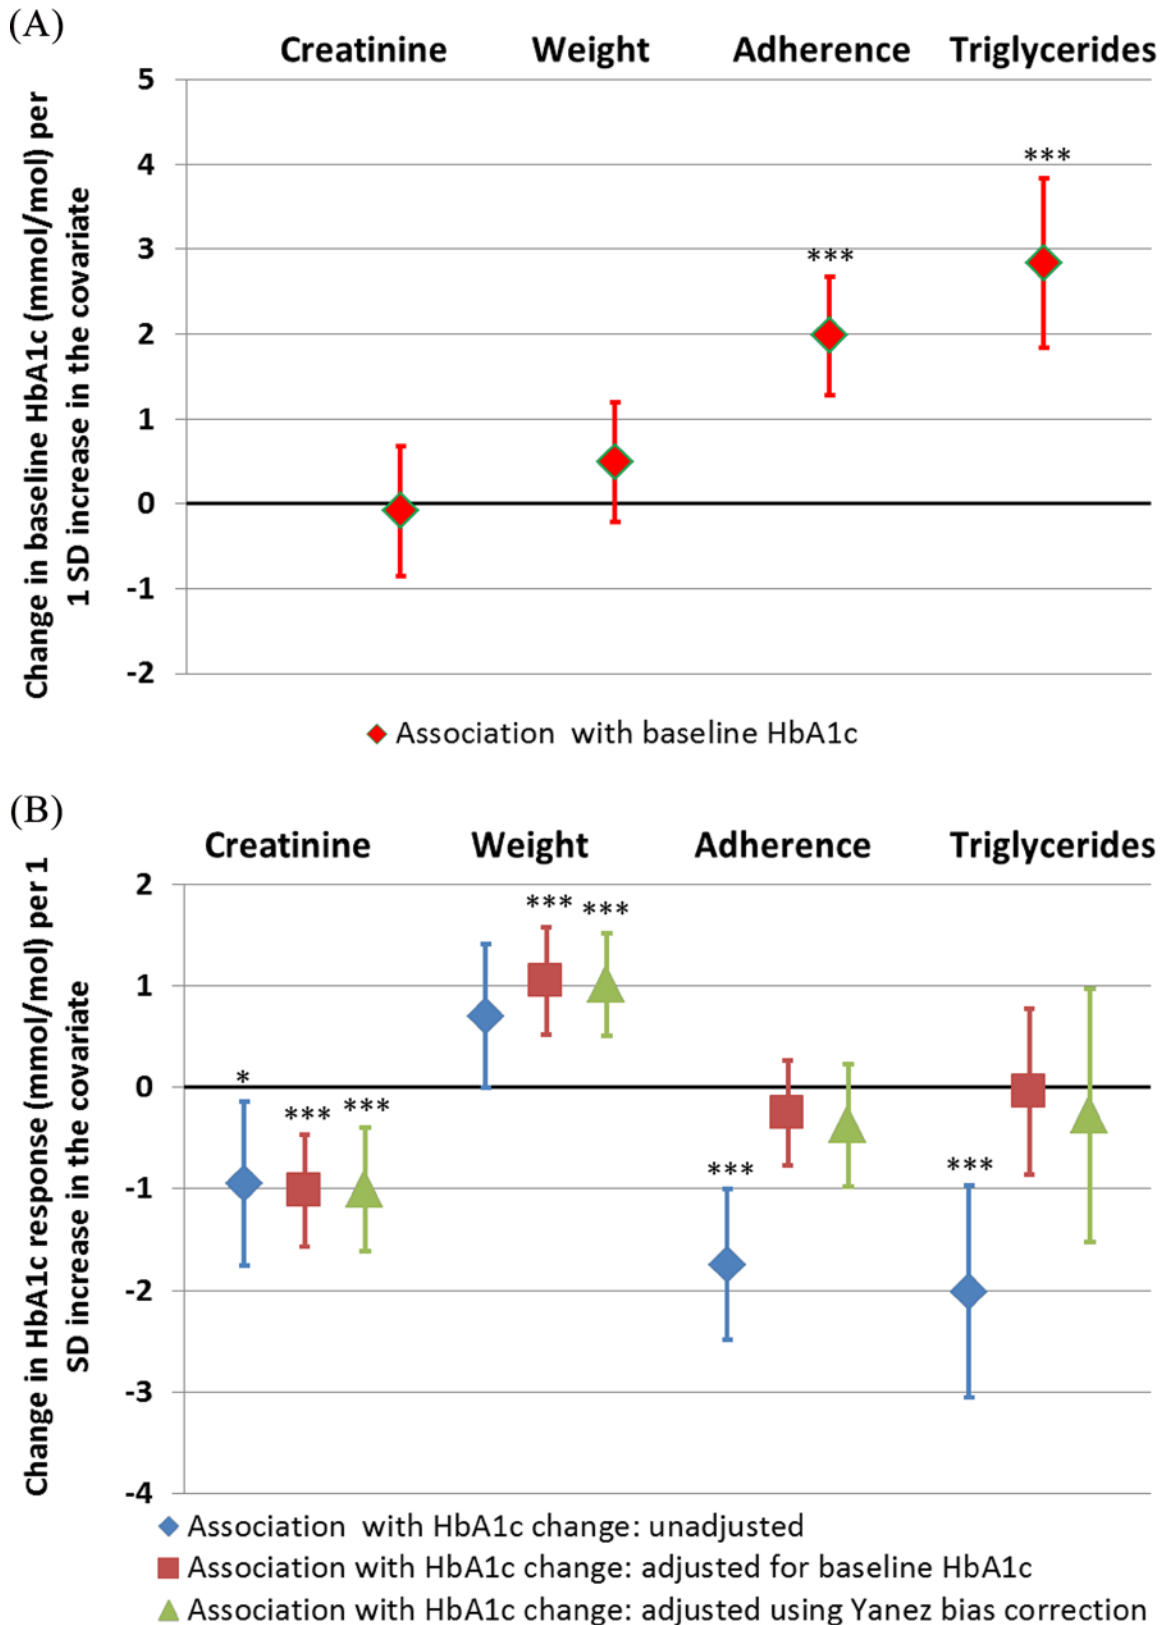 (A)
Creatinine Weight Adherence Triglycerides
Change in baseline HbA1c (mmol/mol) per
1 SD increase in the covariate
5
4
3
2
1
0
-1
-2
***
***
Association with baseline HbA1c
(B)
Creatinine Weight Adherence Triglycerides
Change in HbA1c response (mmol/mol) per 1
SD increase in the covariate
2
1
0
-1
-2
-3
-4
* *** ***
*** ***
***
***
Association with HbA1c change: unadjusted
Association with HbA1c change: adjusted for baseline HbA1c
Association with HbA1c change: adjusted using Yanez bias correction